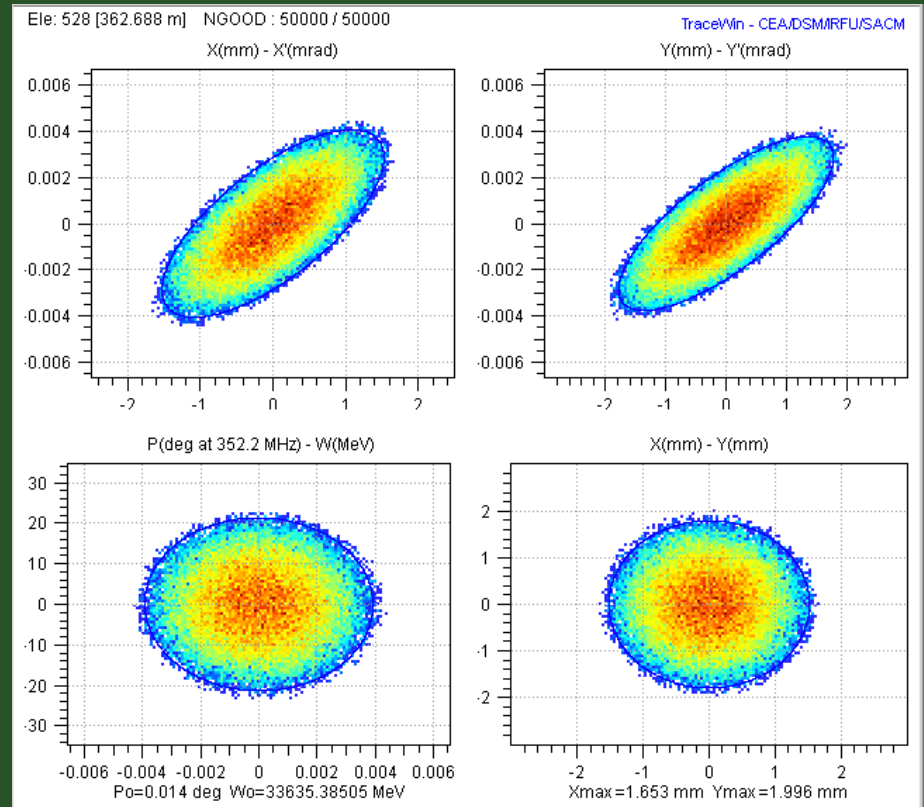 Ele: 528 [362.688 m] NGOOD : 50000 / 50000
TraceWin - CEA/DSM/IRFU/SACM
X(mm) - X'(mrad)
Y(mm) - Y'(mrad)
0.006
0.004
0.002
0
-0.002
-0.004
-0.006
-2 -1 0 1 2
0.006
0.004
0.002
0
-0.002
-0.004
-0.006
-2 -1 0 1 2
P(deg at 352.2 MHz) - W(MeV)
X(mm) - Y(mm)
30
20
10
0
-10
-20
-30
-0.006 -0.004 -0.002 0 0.002 0.004 0.006
Po=0.014 deg Wo=33635.38505 MeV
2
1
0
-1
-2
-2 -1 0 1 2
Xmax=1.653 mm Ymax=1.996 mm